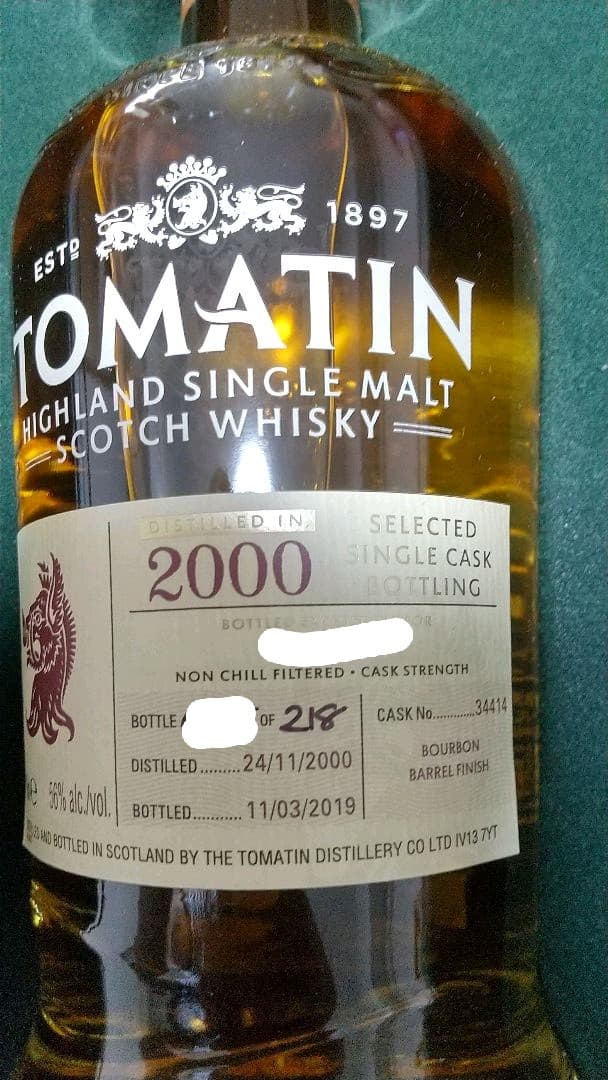 ESTD 1897
TOMATIN
HIGHLAND SINGLE MALT
SCOTCH WHISKY
DISTILLED IN
2000
SELECTED
SINGLE CASK
BOTTLING
BOTTLED
NON CHILL FILTERED • CASK STRENGTH
BOTTLE OF 218
DISTILLED.........24/11/2000
BOTTLED...........11/03/2019
CASK No.............34414
BOURBON
BARREL FINISH
56% alc./vol.
AND BOTTLED IN SCOTLAND BY THE TOMATIN DISTILLERY CO LTD IV13 7YT